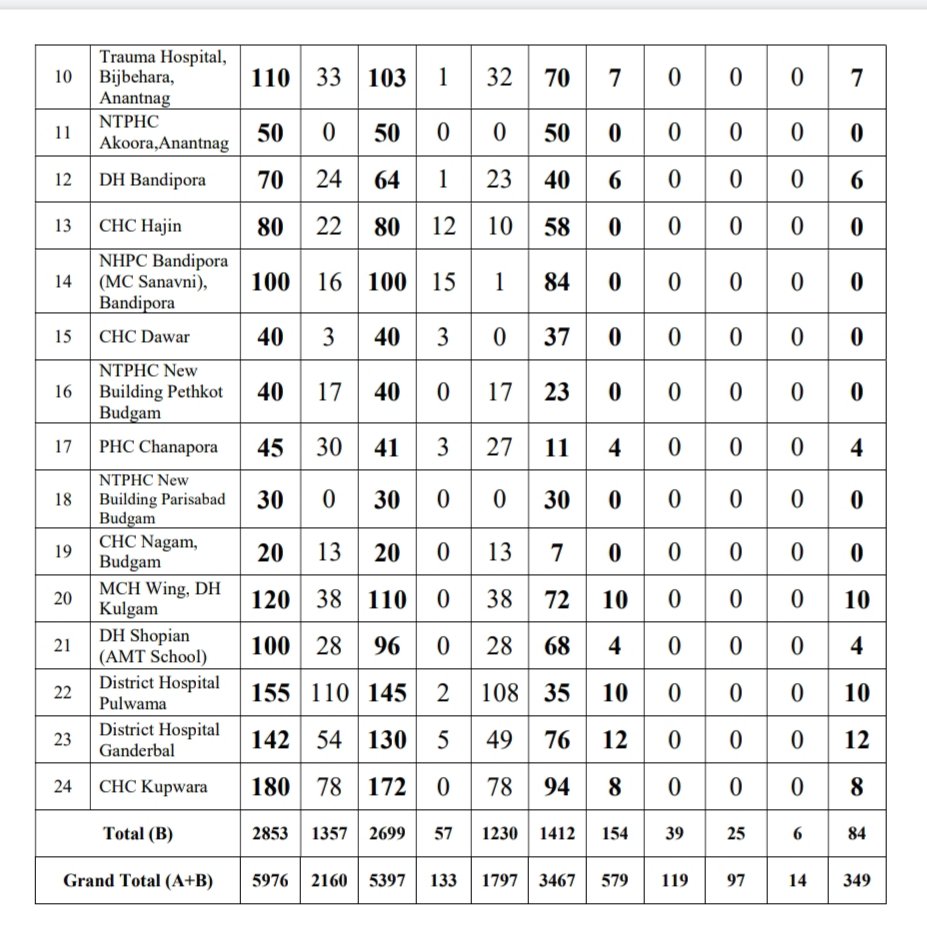 10 Trauma Hospital, Bijbehara, Anantnag 110 33 103 1 32 70 7 0 0 0 7
11 NTPHC Akoora,Anantnag 50 0 50 0 0 50 0 0 0 0 0
12 DH Bandipora 70 24 64 1 23 40 6 0 0 0 6
13 CHC Hajin 80 22 80 12 10 58 0 0 0 0 0
14 NHPC Bandipora (MC Sanavni), Bandipora 100 16 100 15 1 84 0 0 0 0 0
15 CHC Dawar 40 3 40 3 0 37 0 0 0 0 0
16 NTPHC New Building Pethkot Budgam 40 17 40 0 17 23 0 0 0 0 0
17 PHC Chanapora 45 30 41 3 27 11 4 0 0 0 4
18 NTPHC New Building Parisabad Budgam 30 0 30 0 0 30 0 0 0 0 0
19 CHC Nagam, Budgam 20 13 20 0 13 7 0 0 0 0 0
20 MCH Wing, DH Kulgam 120 38 110 0 38 72 10 0 0 0 10
21 DH Shopian (AMT School) 100 28 96 0 28 68 4 0 0 0 4
22 District Hospital Pulwama 155 110 145 2 108 35 10 0 0 0 10
23 District Hospital Ganderbal 142 54 130 5 49 76 12 0 0 0 12
24 CHC Kupwara 180 78 172 0 78 94 8 0 0 0 8
Total (B) 2853 1357 2699 57 1230 1412 154 39 25 6 84
Grand Total (A+B) 5976 2160 5397 133 1797 3467 579 119 97 14 349